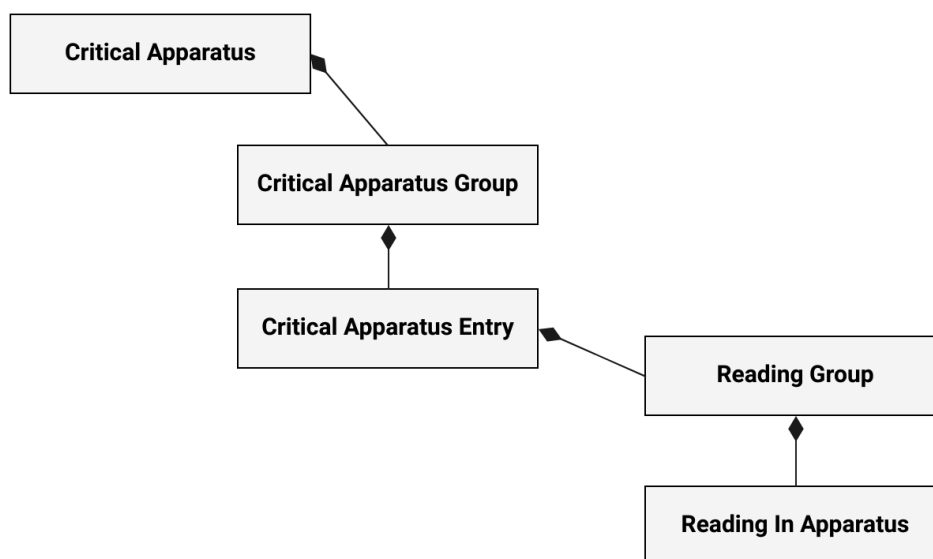 Critical Apparatus
Critical Apparatus Group
Critical Apparatus Entry
Reading Group
Reading In Apparatus